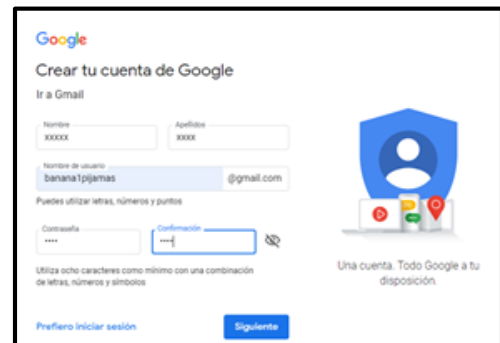 Google
Crear tu cuenta de Google
Ir a Gmail
Nombre Apellidos
XXXXX XXXX
Nombre de usuario
banana1pijamas @gmail.com
Puedes utilizar letras, números y puntos
Contraseña Confirmación
•••• ••••
Utiliza ocho caracteres como mínimo con una combinación
de letras, números y símbolos
Una cuenta. Todo Google a tu
disposición.
Prefiero iniciar sesión Siguiente